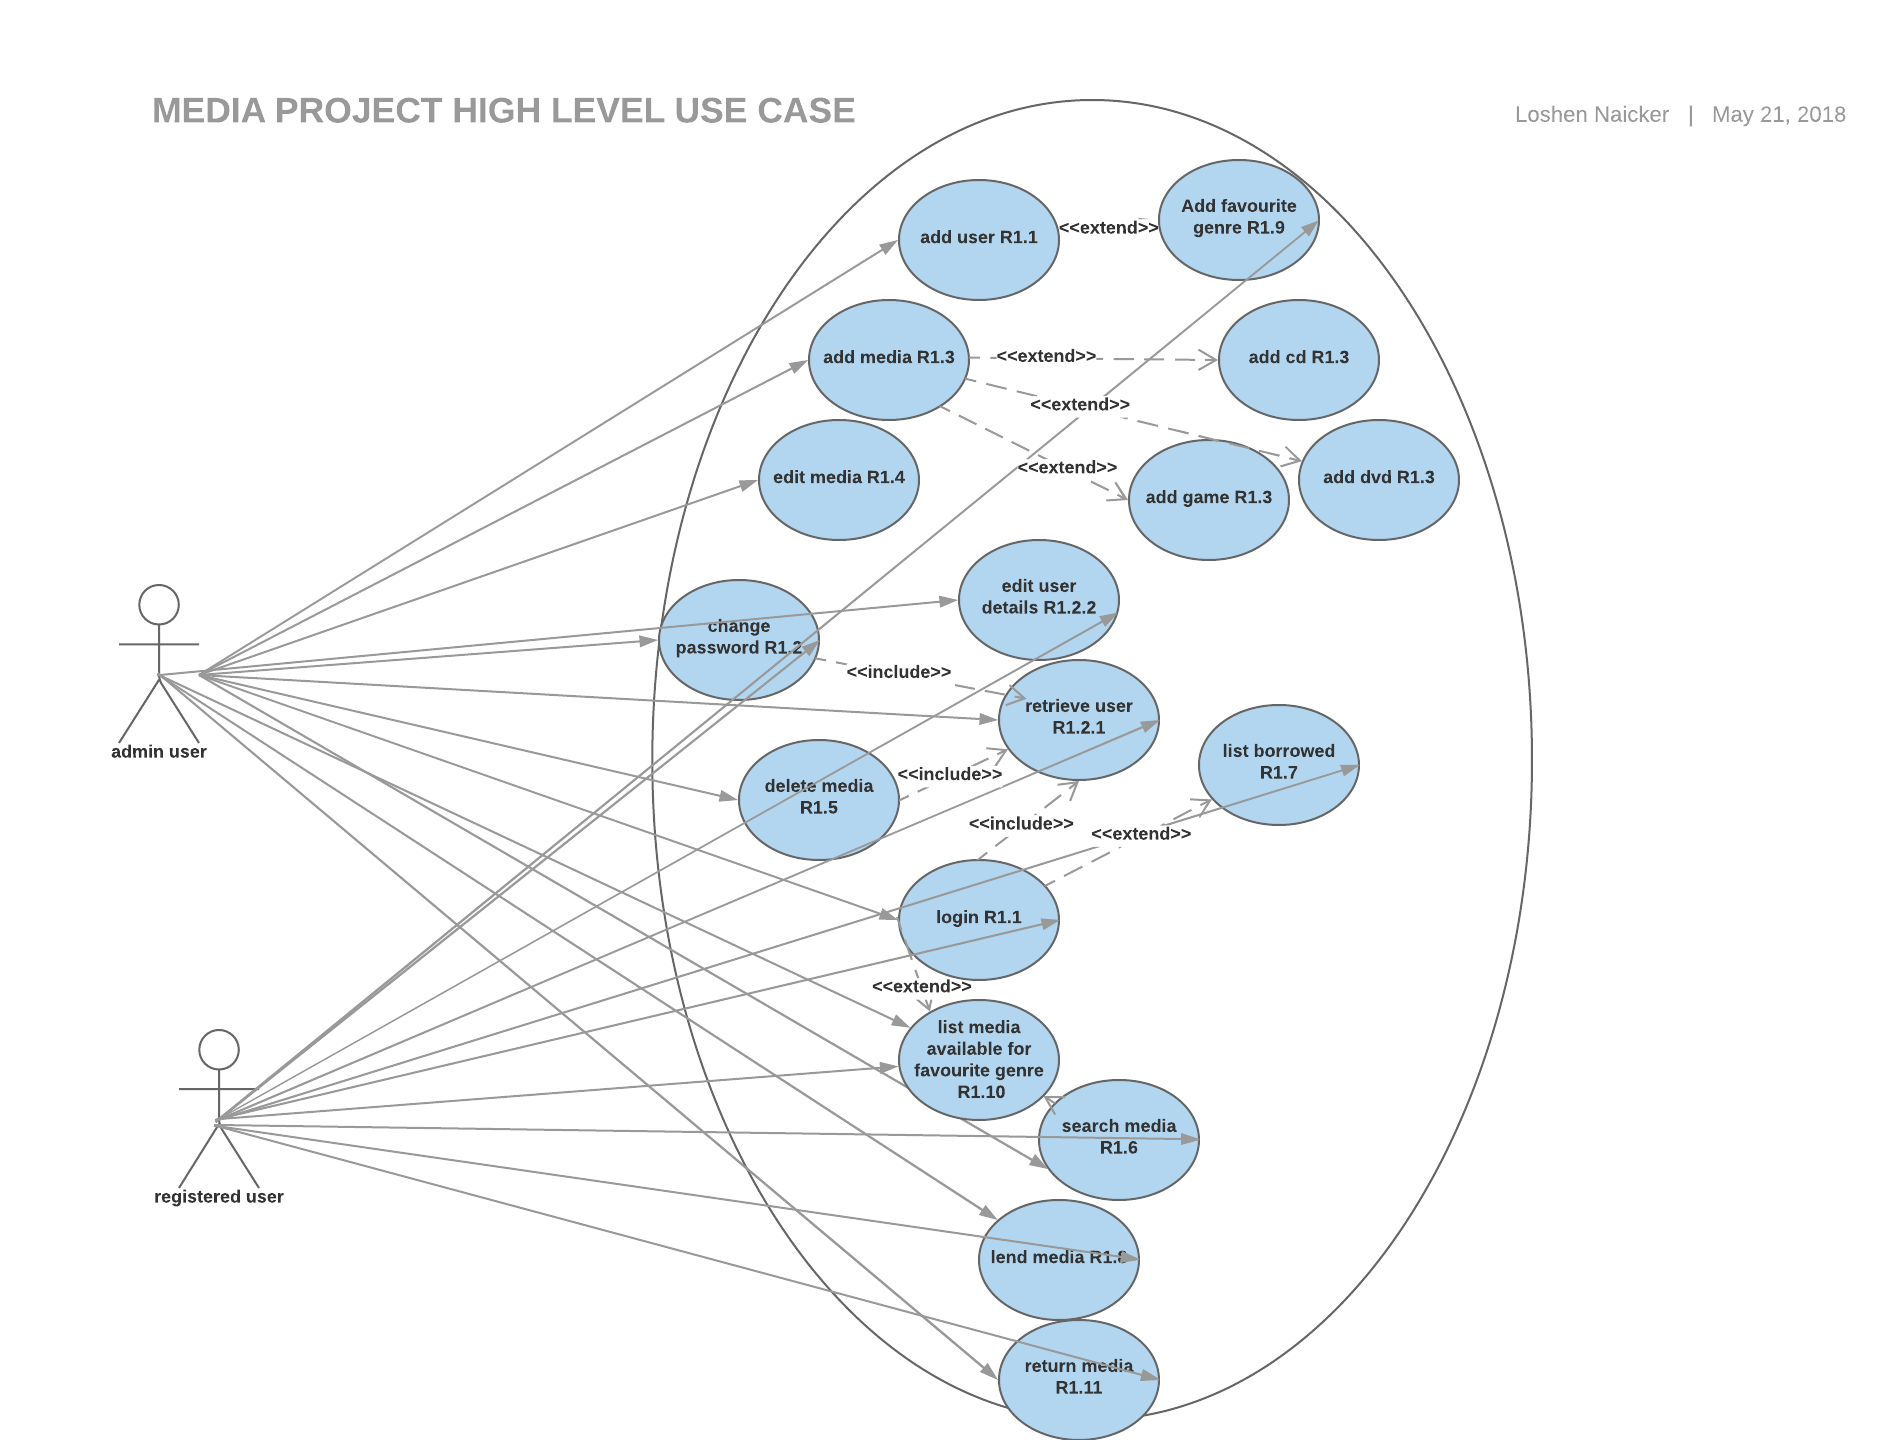 MEDIA PROJECT HIGH LEVEL USE CASE
Loshen Naicker | May 21, 2018
Add favourite
genre R1.9
add user R1.1
<<extend>>
add media R1.3
<<extend>>
add cd R1.3
<<extend>>
edit media R1.4
<<extend>>
add game R1.3
add dvd R1.3
edit user
details R1.2.2
change
password R1.2
<<include>>
retrieve user
R1.2.1
admin user
list borrowed
R1.7
<<include>>
delete media
R1.5
<<include>>
<<extend>>
login R1.1
<<extend>>
list media
available for
favourite genre
R1.10
search media
R1.6
registered user
lend media R1.8
return media
R1.11